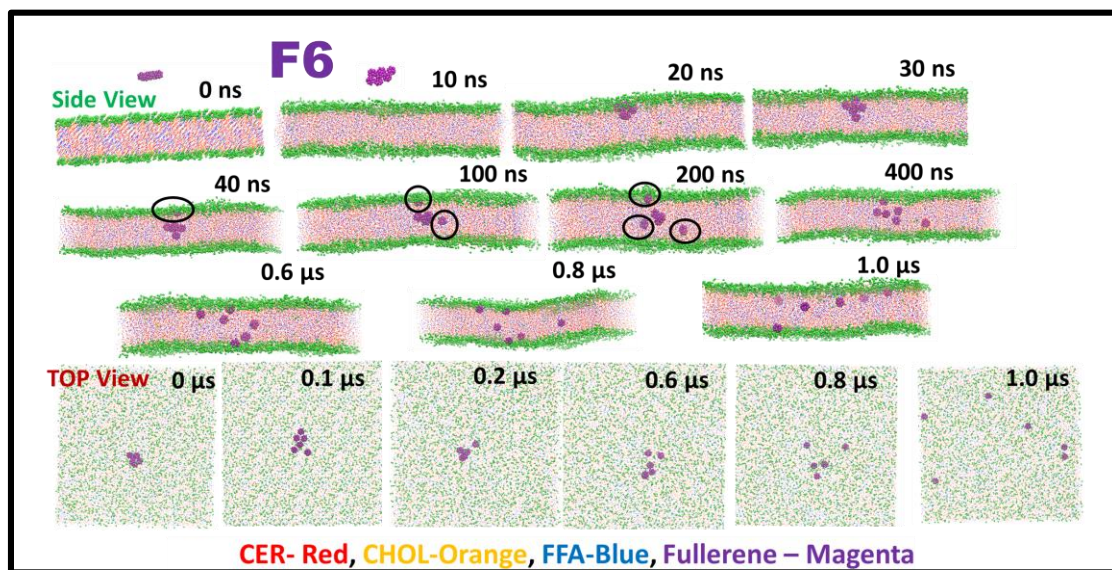 F6
Side View
0 ns
10 ns
20 ns
30 ns
40 ns
100 ns
200 ns
400 ns
0.6 µs
0.8 µs
1.0 µs
TOP View
0 µs
0.1 µs
0.2 µs
0.6 µs
0.8 µs
1.0 µs
CER- Red, CHOL-Orange, FFA-Blue, Fullerene – Magenta